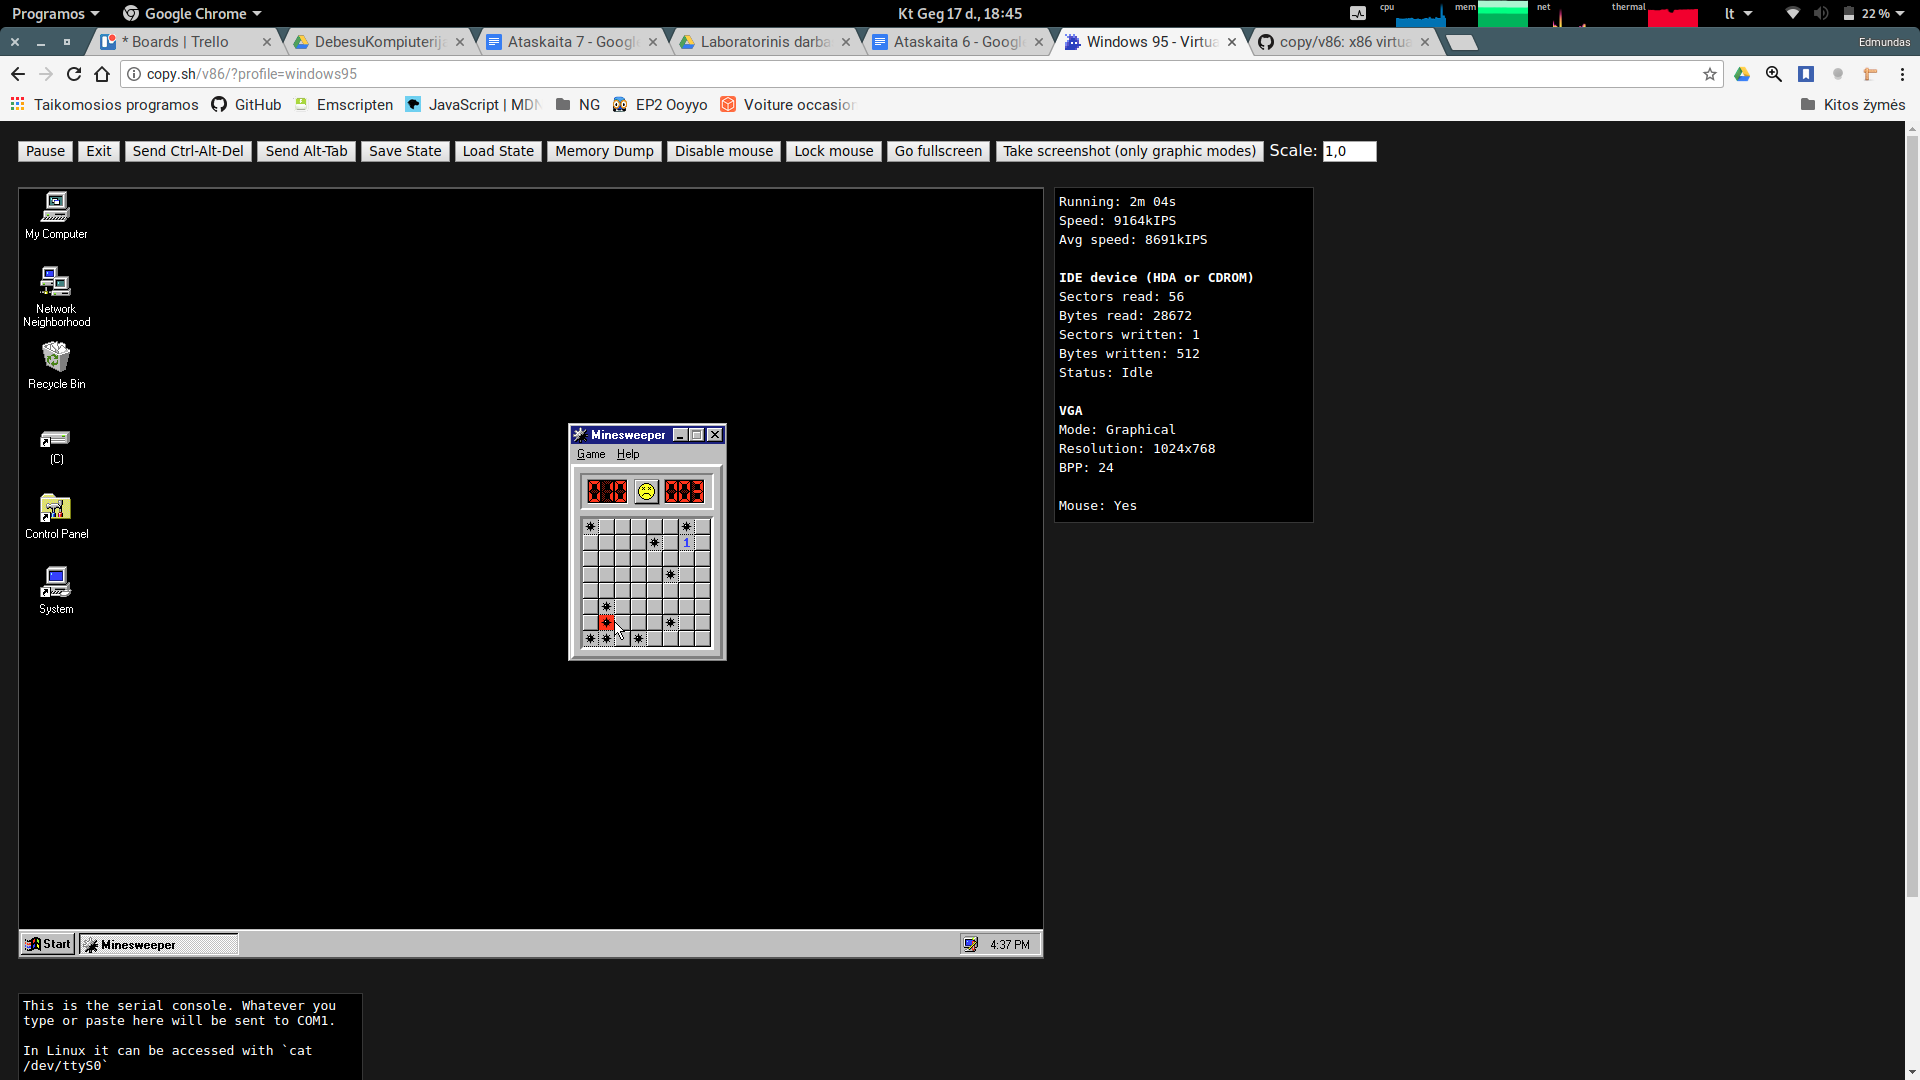 Programos
Google Chrome
Kt Geg 17 d., 18:45
cpu
mem
net
thermal
lt
22 %
* Boards | Trello
DebesuKompiuterij
Ataskaita 7 - Googl
Laboratorinis darba
Ataskaita 6 - Google
Windows 95 - Virtua
copy/v86: x86 virtua
Edmundas
copy.sh/v86/?profile=windows95
Taikomosios programos
GitHub
Emscripten
JavaScript | MDN
NG
EP2 Ooyyo
Voiture occasion
Kitos žymės
Pause
Exit
Send Ctrl-Alt-Del
Send Alt-Tab
Save State
Load State
Memory Dump
Disable mouse
Lock mouse
Go fullscreen
Take screenshot (only graphic modes)
Scale: 1,0
My Computer
Network
Neighborhood
Recycle Bin
(C)
Control Panel
System
Minesweeper
Game Help
010
1
Start
Minesweeper
4:37 PM
Running: 2m 04s
Speed: 9164kIPS
Avg speed: 8691kIPS
IDE device (HDA or CDROM)
Sectors read: 56
Bytes read: 28672
Sectors written: 1
Bytes written: 512
Status: Idle
VGA
Mode: Graphical
Resolution: 1024x768
BPP: 24
Mouse: Yes
This is the serial console. Whatever you
type or paste here will be sent to COM1.
In Linux it can be accessed with `cat
/dev/ttyS0`